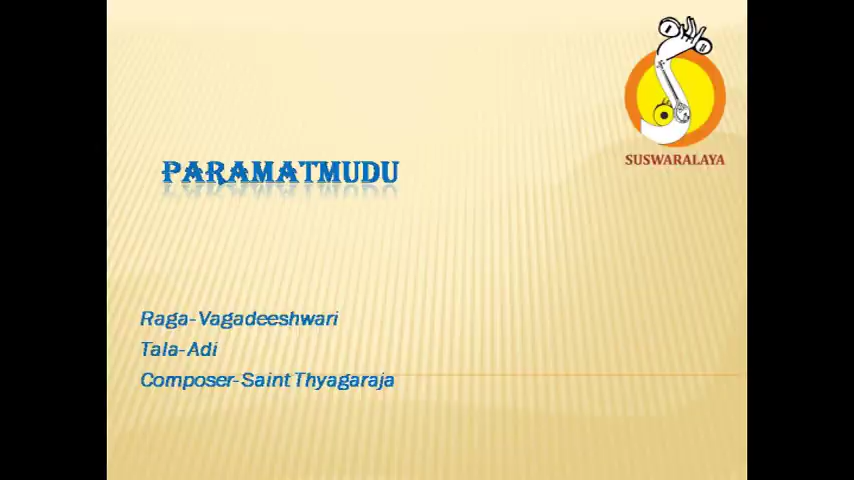 PARAMATMUDU
SUSWARALAYA
Raga-Vagadeeshwari
Tala-Adi
Composer-Saint Thyagaraja